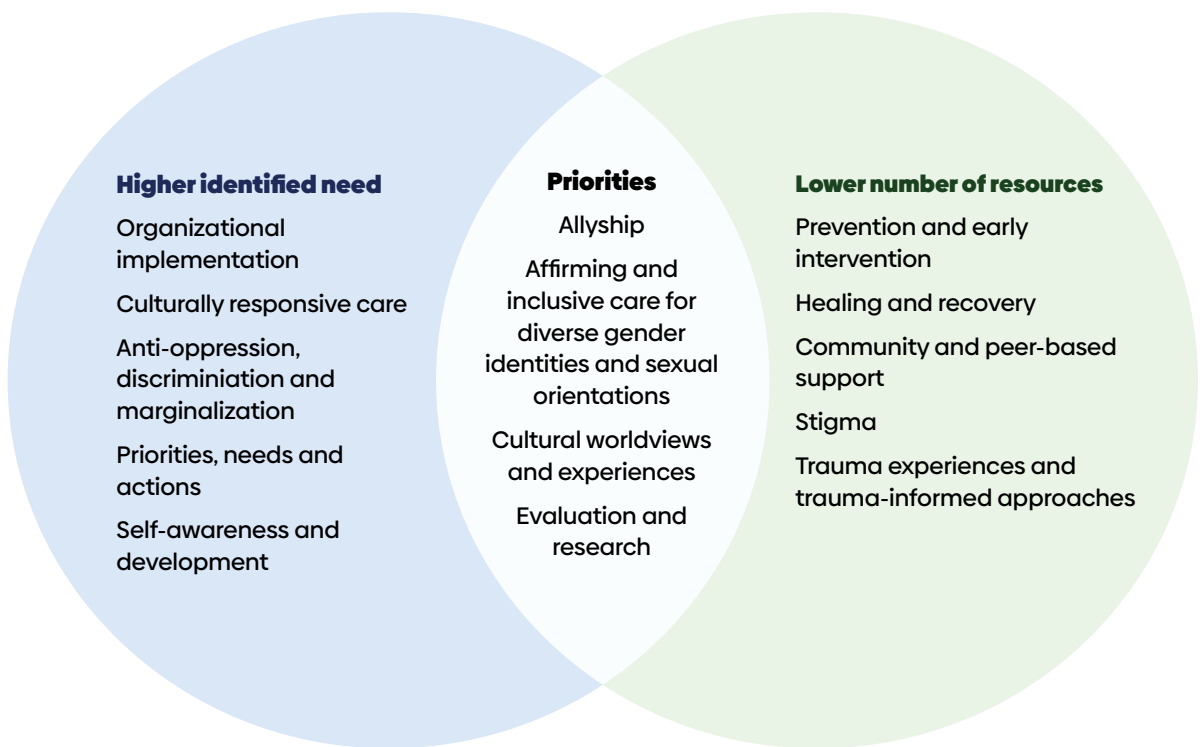 Higher identified need
Organizational
implementation
Culturally responsive care
Anti-oppression,
discriminiation and
marginalization
Priorities, needs and
actions
Self-awareness and
development
Priorities
Allyship
Affirming and
inclusive care for
diverse gender
identities and sexual
orientations
Cultural worldviews
and experiences
Evaluation and
research
Lower number of resources
Prevention and early
intervention
Healing and recovery
Community and peer-based
support
Stigma
Trauma experiences and
trauma-informed approaches